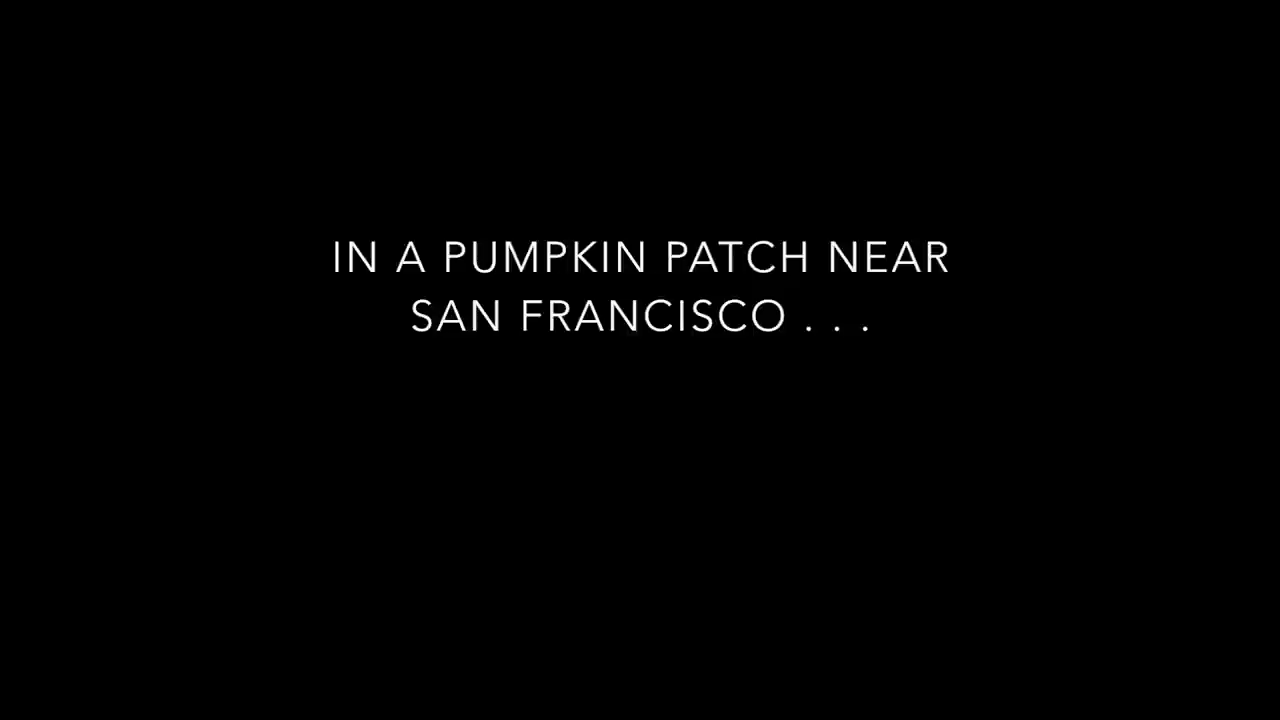 IN A PUMPKIN PATCH NEAR
SAN FRANCISCO . . .